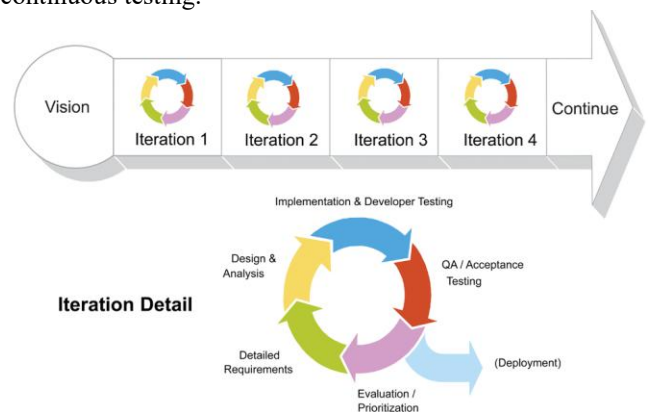 continuous testing.
Vision
Iteration 1
Iteration 2
Iteration 3
Iteration 4
Continue
Implementation & Developer Testing
Design &
Analysis
QA / Acceptance
Testing
Iteration Detail
Detailed
Requirements
(Deployment)
Evaluation /
Prioritization